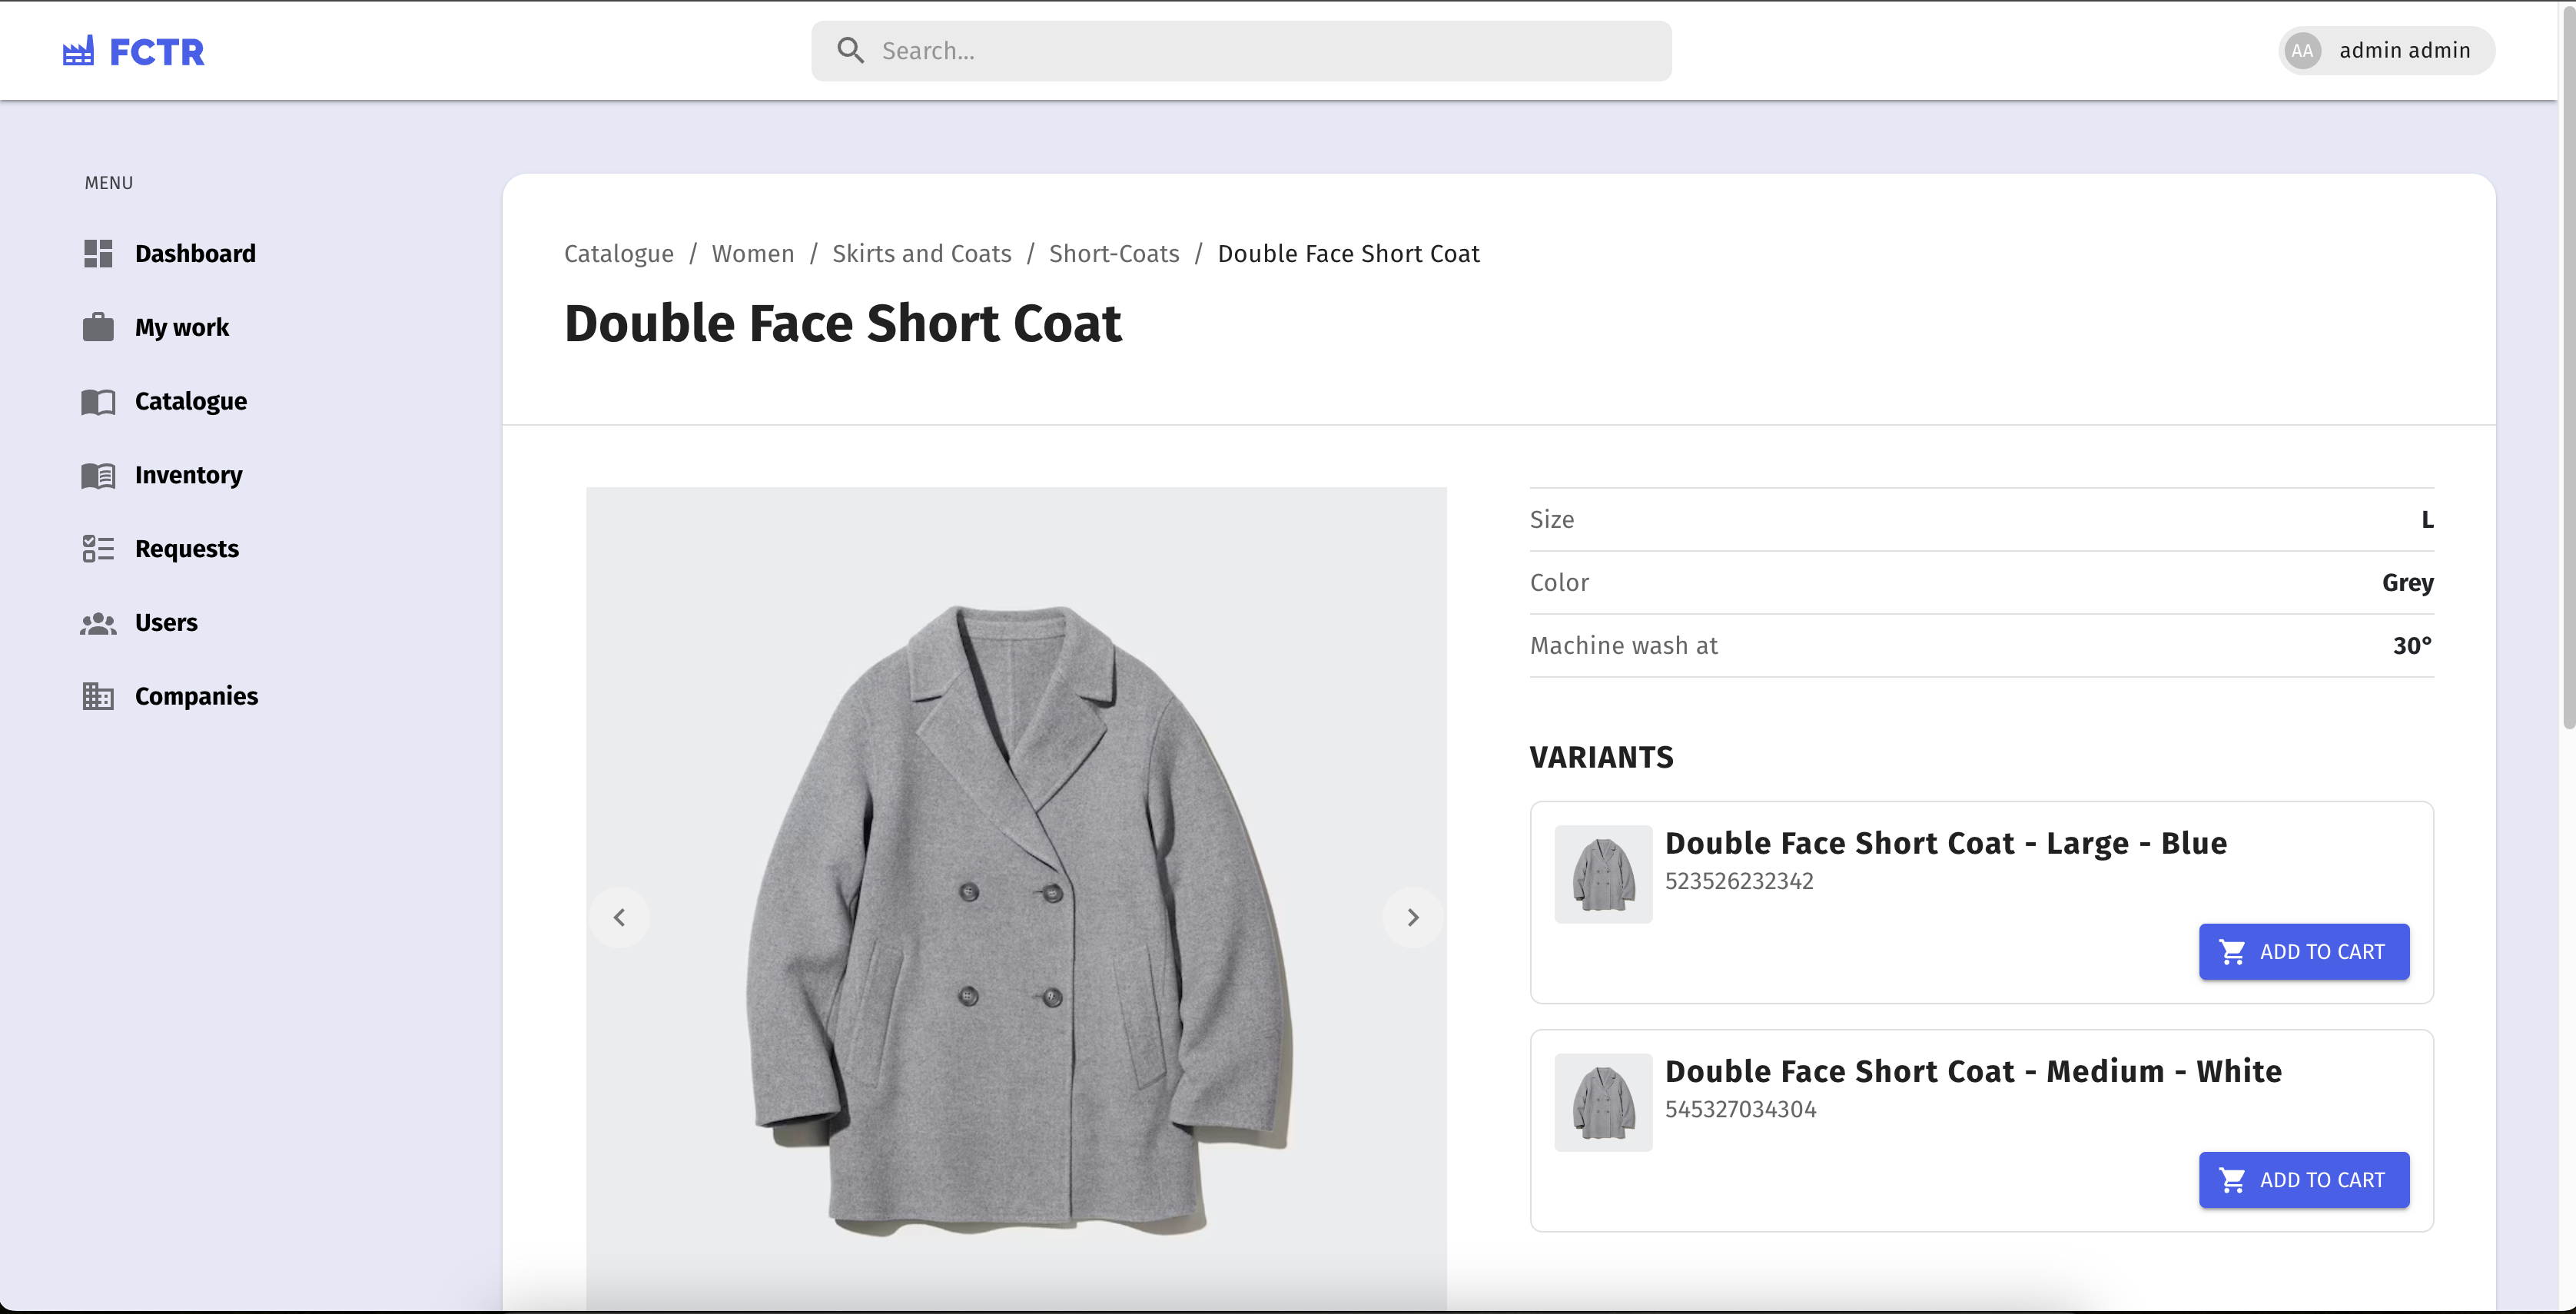 FCTR
Search...
AA admin admin
MENU
Dashboard
My work
Catalogue
Inventory
Requests
Users
Companies
Catalogue / Women / Skirts and Coats / Short-Coats / Double Face Short Coat
Double Face Short Coat
Size L
Color Grey
Machine wash at 30°
VARIANTS
Double Face Short Coat - Large - Blue
523526232342
ADD TO CART
Double Face Short Coat - Medium - White
545327034304
ADD TO CART